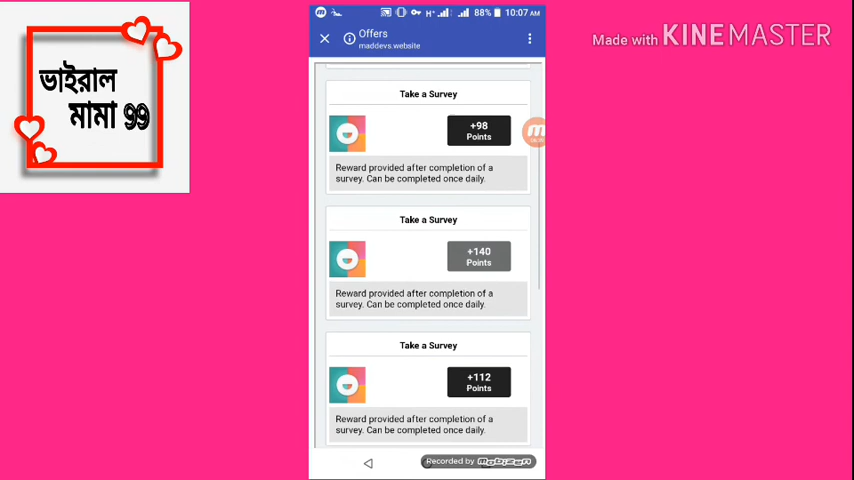 ভাইরাল
মামা 99
88% 10:07 AM
Offers
maddevs.website
Made with KINEMASTER
Take a Survey
+98
Points
Reward provided after completion of a
survey. Can be completed once daily.
Take a Survey
+140
Points
Reward provided after completion of a
survey. Can be completed once daily.
Take a Survey
+112
Points
Reward provided after completion of a
survey. Can be completed once daily.
Recorded by mobizen